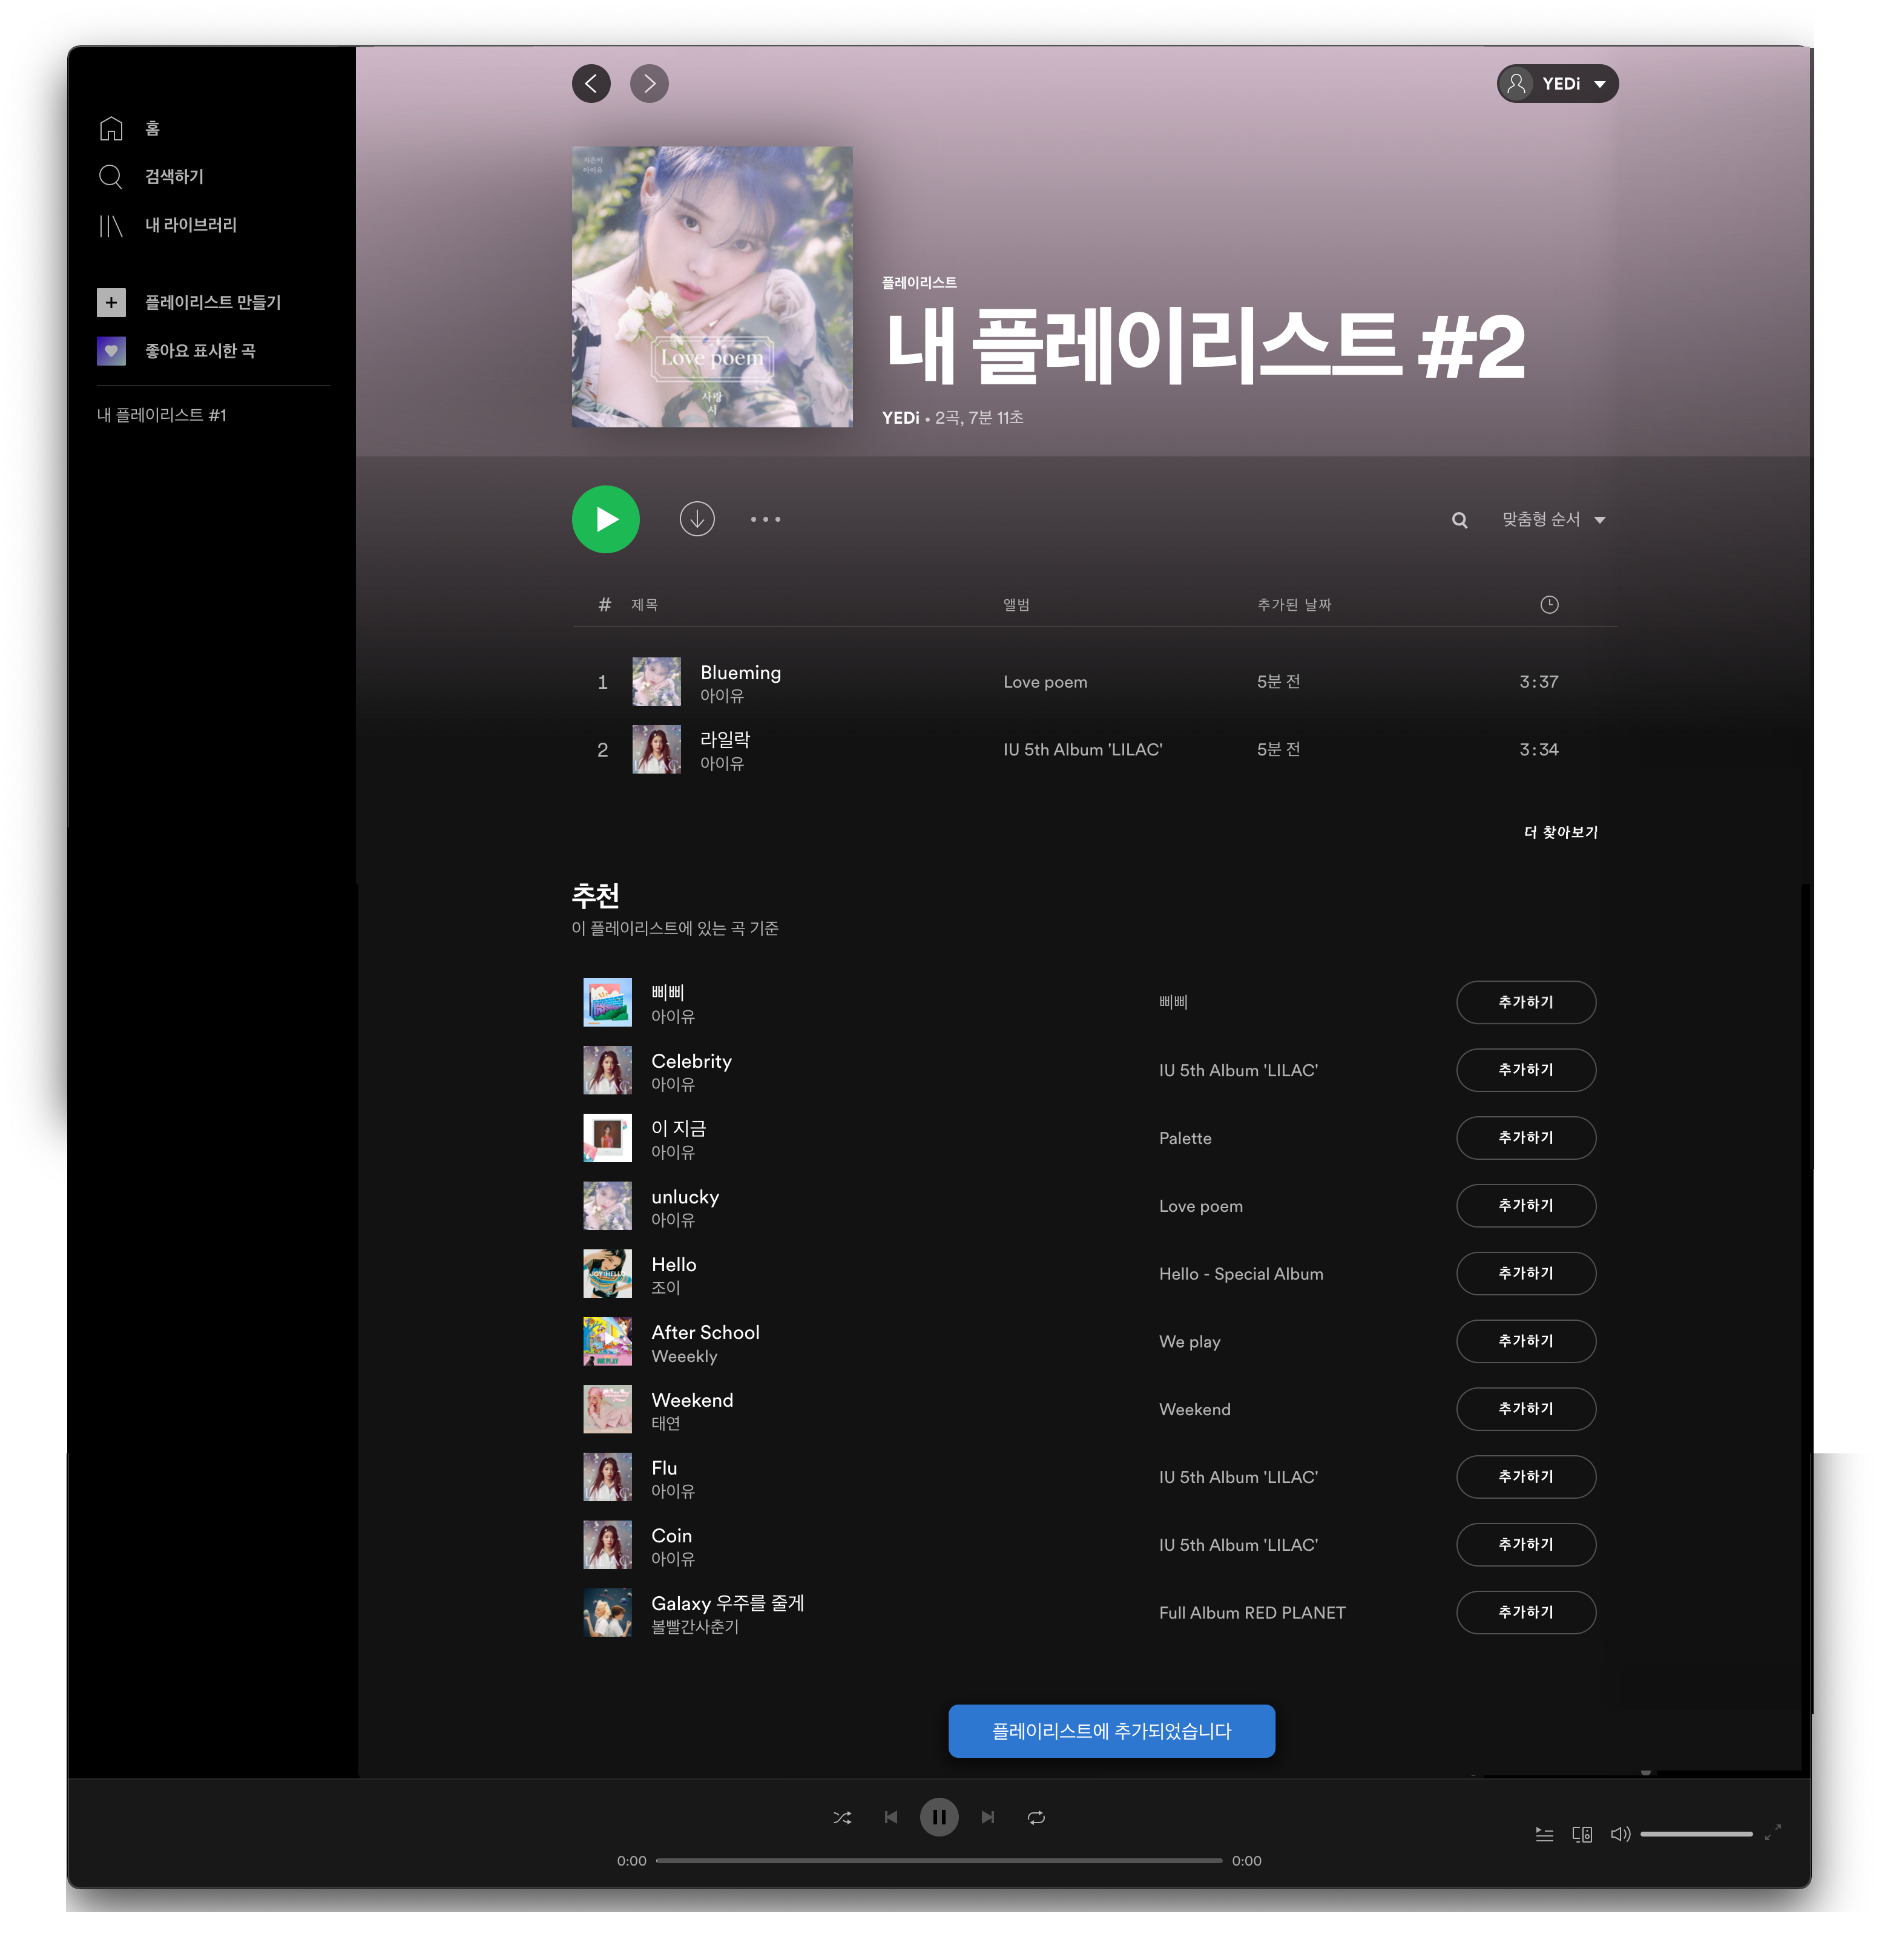 홈
검색하기
내 라이브러리
플레이리스트 만들기
좋아요 표시한 곡
내 플레이리스트 #1
YEDi
지은이
아이유
Love poem
사랑
시
플레이리스트
내 플레이리스트 #2
YEDi • 2곡, 7분 11초
맞춤형 순서
# 제목 앨범 추가된 날짜
1 Blueming Love poem 5분 전 3:37
아이유
2 라일락 IU 5th Album 'LILAC' 5분 전 3:34
아이유
더 찾아보기
추천
이 플레이리스트에 있는 곡 기준
삐삐 삐삐 추가하기
아이유
Celebrity IU 5th Album 'LILAC' 추가하기
아이유
이 지금 Palette 추가하기
아이유
unlucky Love poem 추가하기
아이유
Hello Hello - Special Album 추가하기
조이
JOY HELLO
After School We play 추가하기
Weeekly
WE PLAY
Weekend Weekend 추가하기
태연
Flu IU 5th Album 'LILAC' 추가하기
아이유
Coin IU 5th Album 'LILAC' 추가하기
아이유
Galaxy 우주를 줄게 Full Album RED PLANET 추가하기
볼빨간사춘기
플레이리스트에 추가되었습니다
0:00 0:00